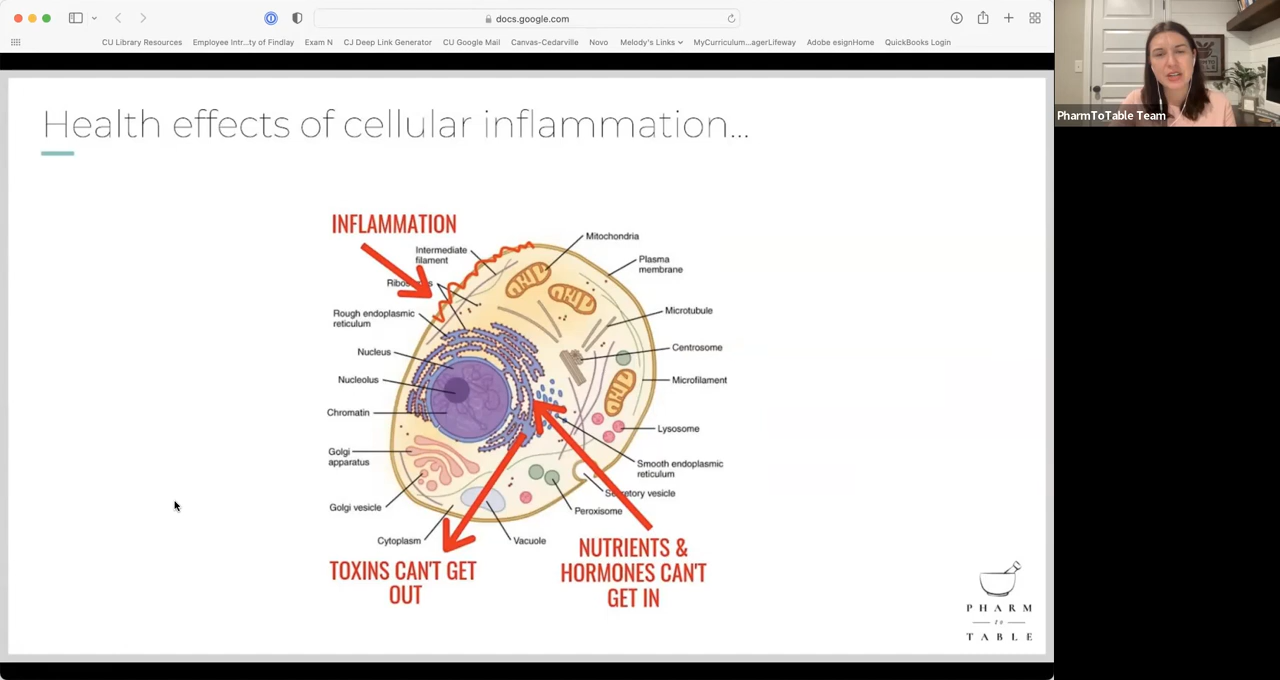 docs.google.com
CU Library Resources
Employee Intr...ty of Findlay
Exam N
CJ Deep Link Generator
CU Google Mail
Canvas-Cedarville
Novo
Melody's Links
MyCurriculum...agerLifeway
Adobe esignHome
QuickBooks Login
PharmToTable Team
Health effects of cellular inflammation...
INFLAMMATION
Intermediate
filament
Mitochondria
Plasma
membrane
Rough endoplasmic
reticulum
Microtubule
Nucleus
Centrosome
Nucleolus
Microfilament
Chromatin
Lysosome
Golgi
apparatus
Smooth endoplasmic
reticulum
Golgi vesicle
vesicle
Peroxisome
Cytoplasm
Vacuole
TOXINS CAN'T GET
OUT
NUTRIENTS &
HORMONES CAN'T
GET IN
PHARM
to
TABLE